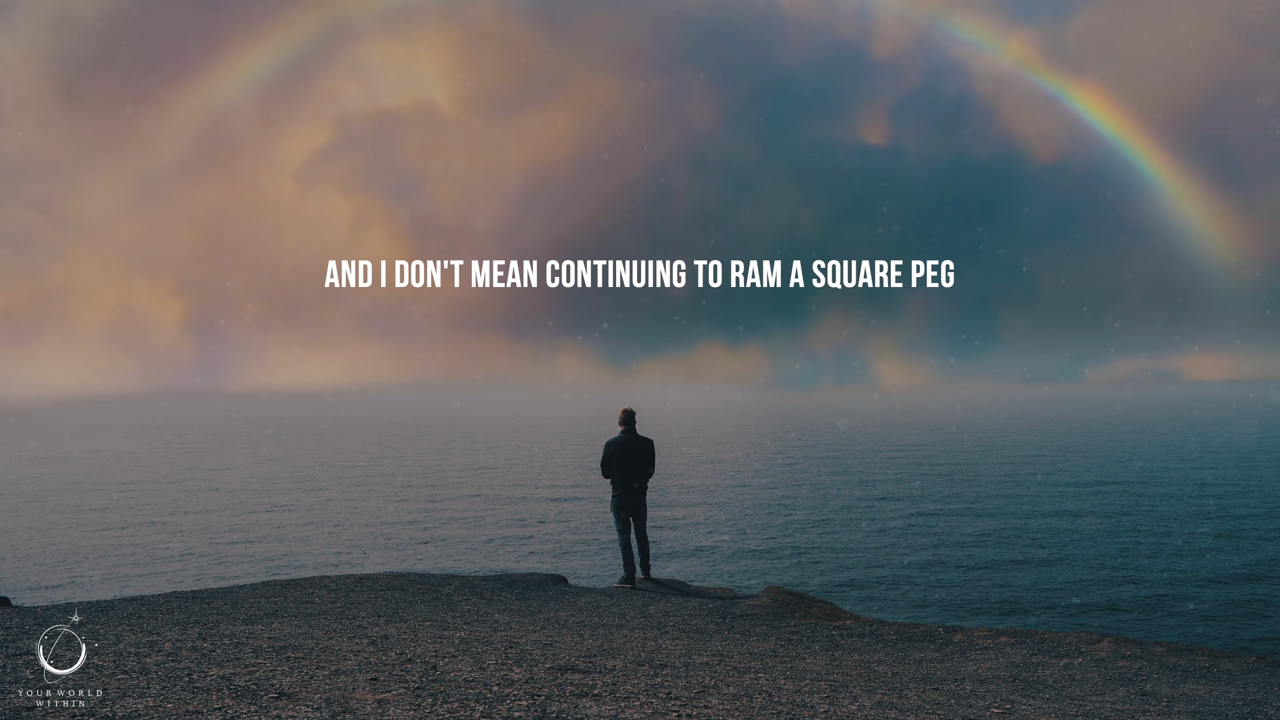 AND I DON'T MEAN CONTINUING TO RAM A SQUARE PEG
YOUR WORLD
WITHIN